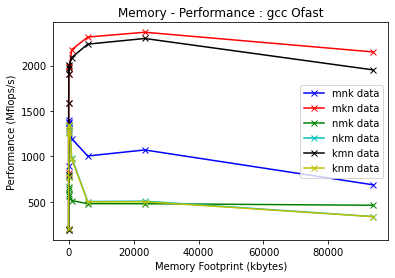 Memory - Performance : gcc Ofast
Performance (Mflops/s)
2000
1500
1000
500
mnk data
mkn data
nmk data
nkm data
kmn data
knm data
0
20000
40000
60000
80000
Memory Footprint (kbytes)